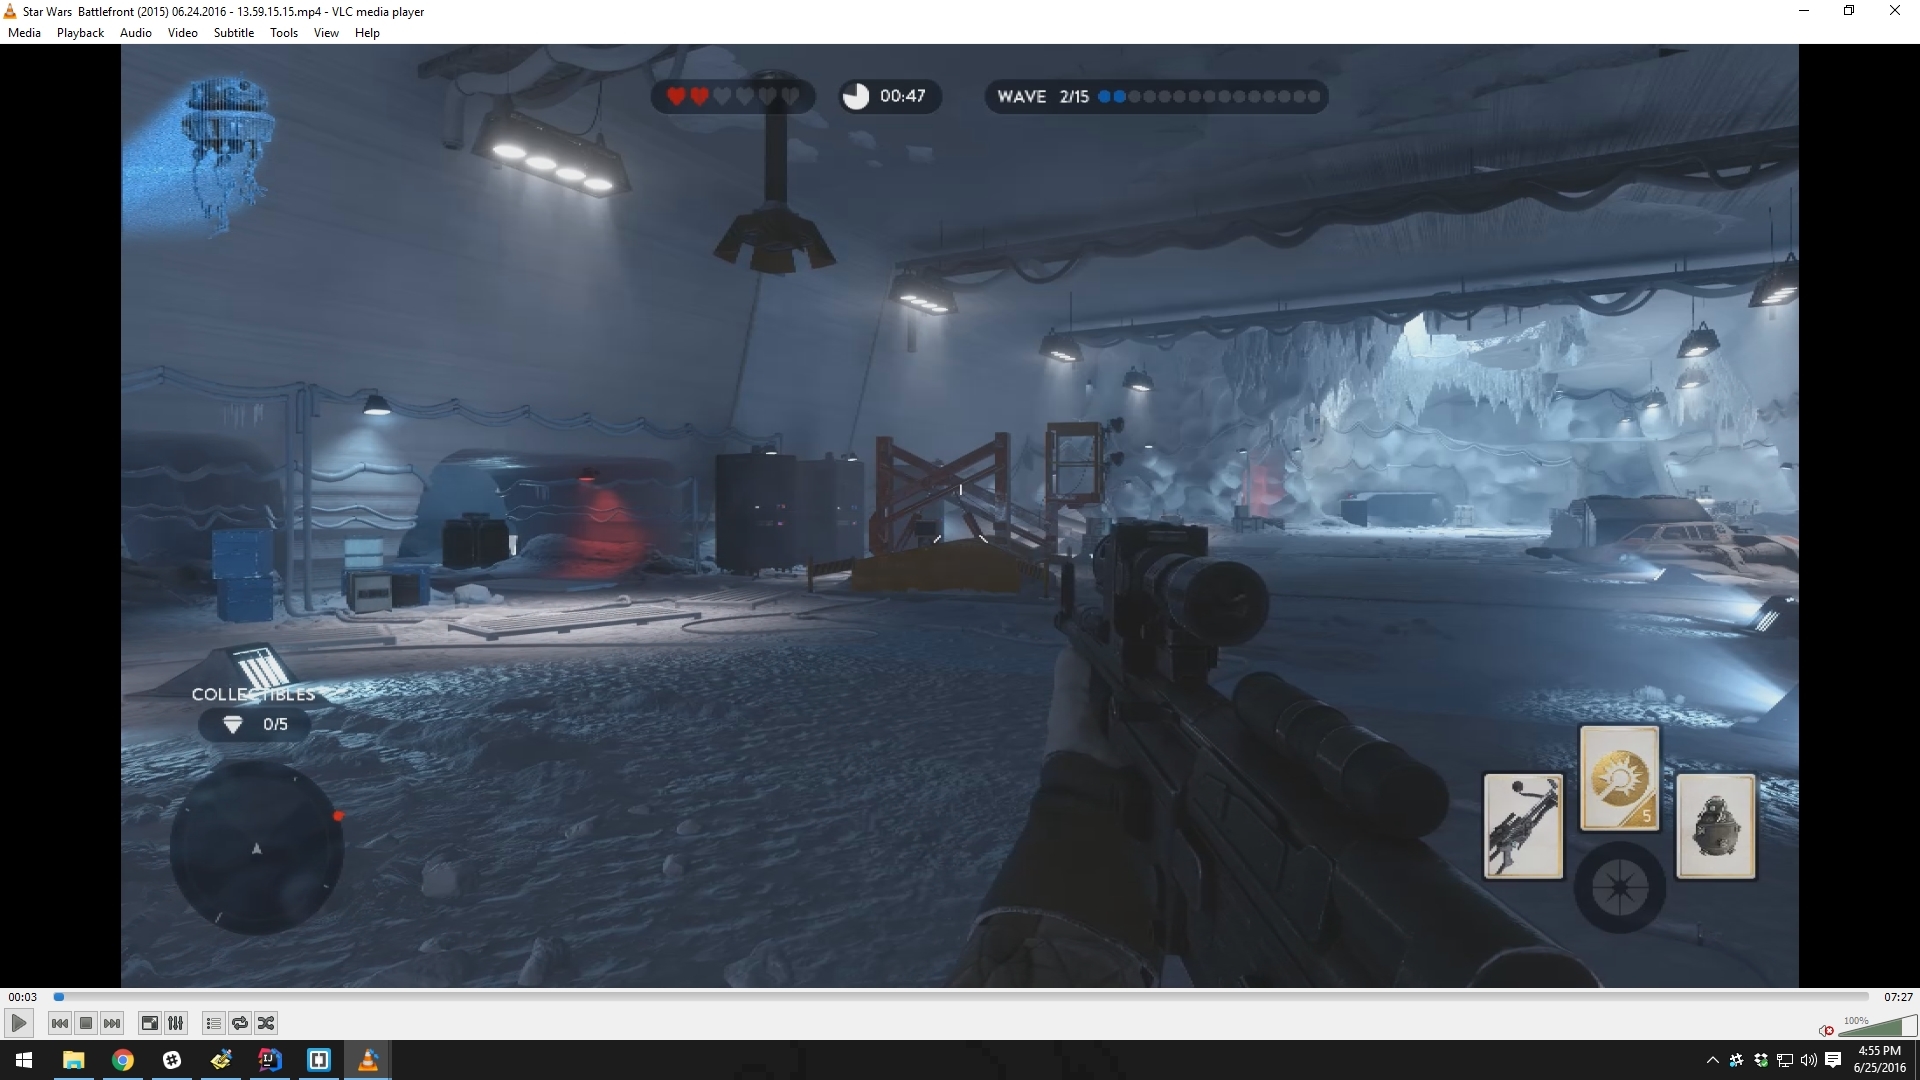 Star Wars  Battlefront (2015) 06.24.2016 - 13.59.15.15.mp4 - VLC media player
Media Playback Audio Video Subtitle Tools View Help
00:47
WAVE 2/15
COLLECTIBLES
0/5
5
00:03
07:27
100%
4:55 PM
6/25/2016